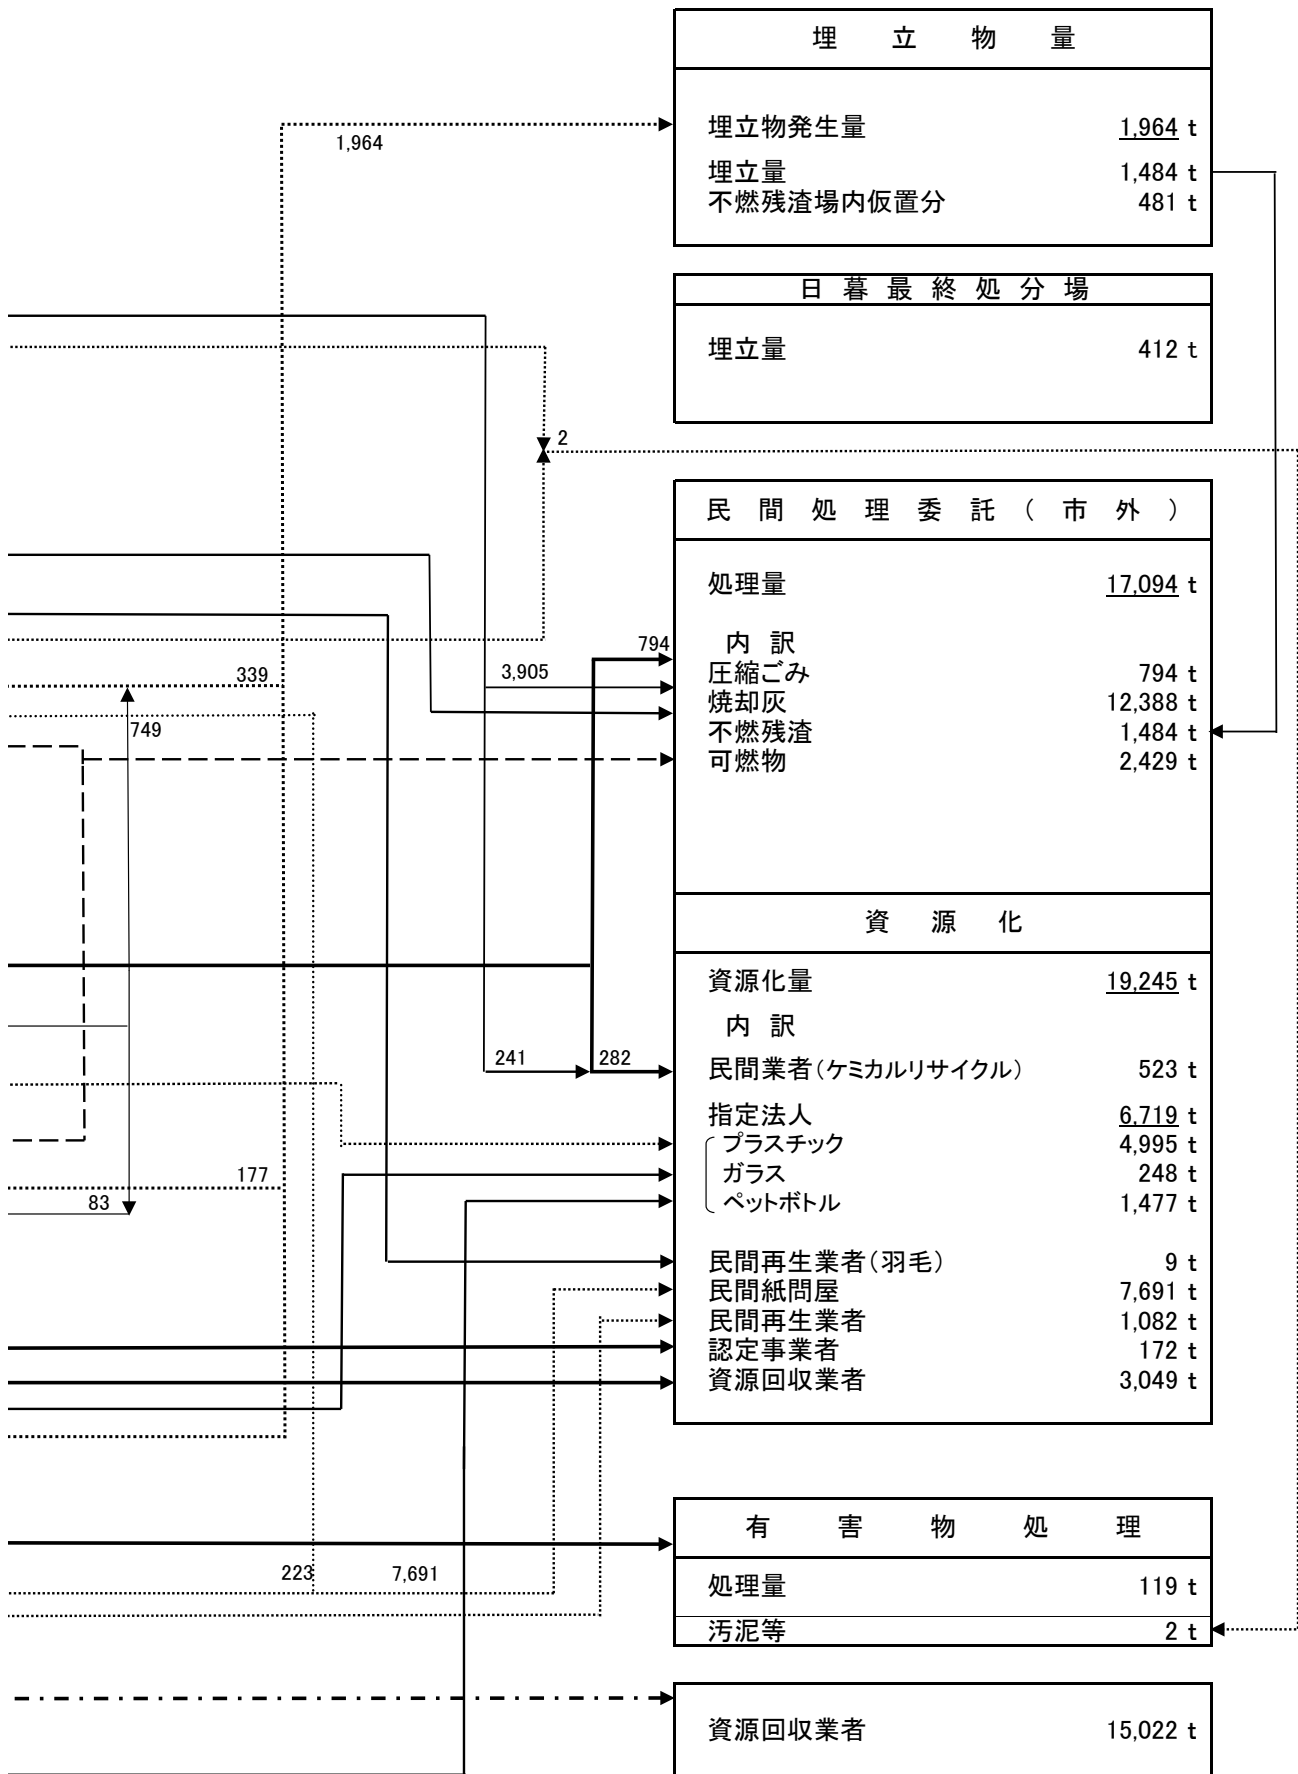 埋立物量
1,964
埋立物発生量 1,964 t
埋立量 1,484 t
不燃残渣場内仮置分 481 t
日暮最終処分場
埋立量 412 t
2
民間処理委託(市外)
処理量 17,094 t
794
内訳
339
3,905
圧縮ごみ 794 t
焼却灰 12,388 t
749
不燃残渣 1,484 t
可燃物 2,429 t
資源化
資源化量 19,245 t
内訳
241
282
民間業者(ケミカルリサイクル) 523 t
指定法人 6,719 t
プラスチック 4,995 t
177
ガラス 248 t
83
ペットボトル 1,477 t
民間再生業者(羽毛) 9 t
民間紙問屋 7,691 t
民間再生業者 1,082 t
認定事業者 172 t
資源回収業者 3,049 t
有害物処理
223
7,691
処理量 119 t
汚泥等 2 t
資源回収業者 15,022 t